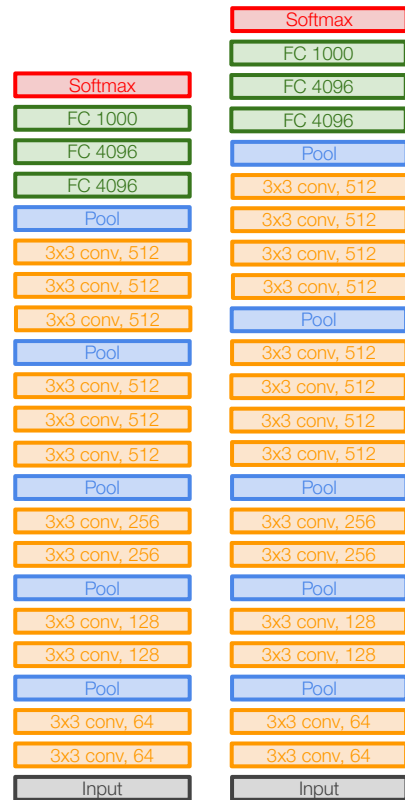 Softmax
FC 1000
FC 4096
FC 4096
Pool
3x3 conv, 512
3x3 conv, 512
3x3 conv, 512
Pool
3x3 conv, 512
3x3 conv, 512
3x3 conv, 512
Pool
3x3 conv, 256
3x3 conv, 256
Pool
3x3 conv, 128
3x3 conv, 128
Pool
3x3 conv, 64
3x3 conv, 64
Input
Softmax
FC 1000
FC 4096
FC 4096
Pool
3x3 conv, 512
3x3 conv, 512
3x3 conv, 512
3x3 conv, 512
Pool
3x3 conv, 512
3x3 conv, 512
3x3 conv, 512
3x3 conv, 512
Pool
3x3 conv, 256
3x3 conv, 256
Pool
3x3 conv, 128
3x3 conv, 128
Pool
3x3 conv, 64
3x3 conv, 64
Input